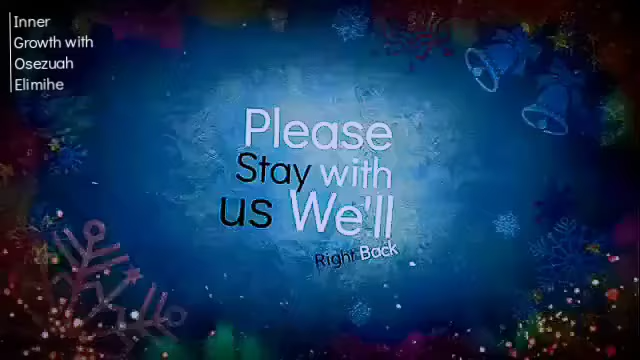 Inner
Growth with
Osezuah
Elimihe
Please
Stay with
us We'll
Right Back